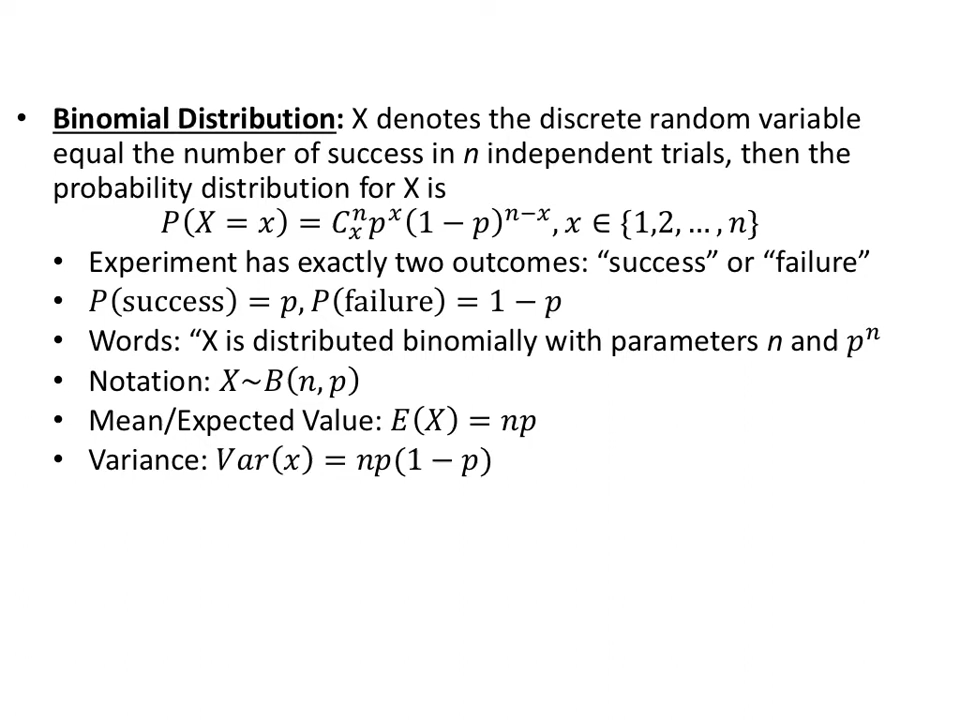 • Binomial Distribution: X denotes the discrete random variable
equal the number of success in n independent trials, then the
probability distribution for X is
𝑃(𝑋 = 𝑥) = 𝐶ₓⁿ𝑝ˣ(1 − 𝑝)ⁿ⁻ˣ, 𝑥 ∈ {1,2, … , 𝑛}
• Experiment has exactly two outcomes: “success” or “failure”
• 𝑃(success) = 𝑝, 𝑃(failure) = 1 − 𝑝
• Words: “X is distributed binomially with parameters n and 𝑝ⁿ
• Notation: 𝑋~𝐵(𝑛, 𝑝)
• Mean/Expected Value: 𝐸(𝑋) = 𝑛𝑝
• Variance: 𝑉𝑎𝑟(𝑥) = 𝑛𝑝(1 − 𝑝)